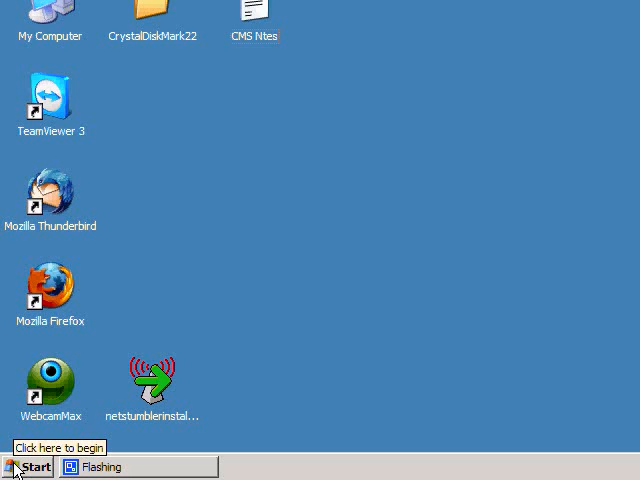 My Computer
CrystalDiskMark22
CMS Ntes
TeamViewer 3
Mozilla Thunderbird
Mozilla Firefox
WebcamMax
netstumblerinstal...
Click here to begin
Start
Flashing